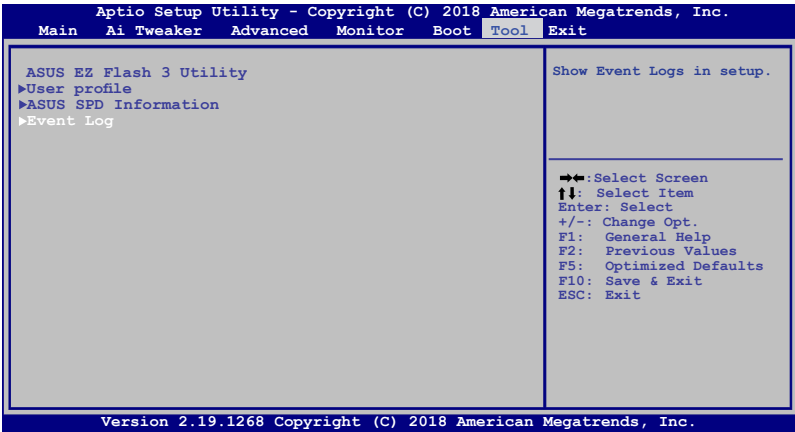 Aptio Setup Utility - Copyright (C) 2018 American Megatrends, Inc.
Main Ai Tweaker Advanced Monitor Boot Tool Exit
ASUS EZ Flash 3 Utility
▶User profile
▶ASUS SPD Information
▶Event Log
Show Event Logs in setup.
→←:Select Screen
↑↓: Select Item
Enter: Select
+/-: Change Opt.
F1: General Help
F2: Previous Values
F5: Optimized Defaults
F10: Save & Exit
ESC: Exit
Version 2.19.1268 Copyright (C) 2018 American Megatrends, Inc.